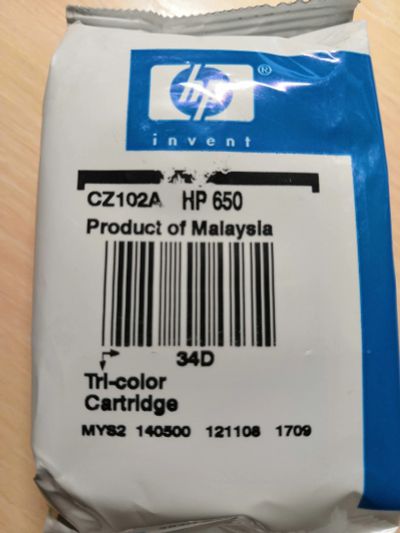 hp ®
invent
CZ102A HP 650
Product of Malaysia
34D
Tri-color
Cartridge
MYS2 140500 121108 1709